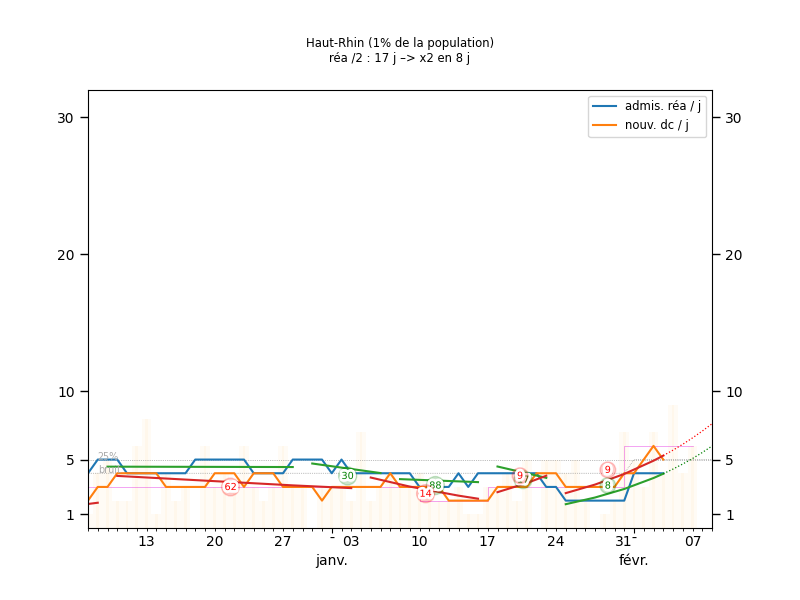 Haut-Rhin (1% de la population)
réa /2 : 17 j –> x2 en 8 j
admis. réa / j
nouv. dc / j
30 30
20 20
10 10
5 5
1 1
25%
brut
62
30
88
14
9
9
8
13 20 27 03 10 17 24 31 07
janv. févr.